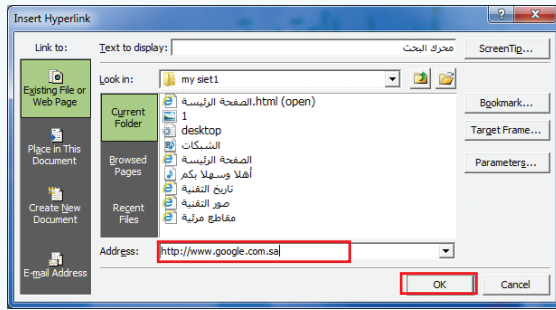 Insert Hyperlink
Link to:
Text to display:
محرك البحث
ScreenTip...
Existing File or Web Page
Look in:
my siet1
Current Folder
الصفحة الرئيسة.html (open)
1
desktop
الشبكات
الصفحة الرئيسة
أهلا وسهلا بكم
تاريخ التقنية
صور التقنية
مقاطع مرئية
Bookmark...
Target Frame...
Place in This Document
Browsed Pages
Parameters...
Create New Document
Recent Files
E-mail Address
Address:
http://www.google.com.sa
OK
Cancel